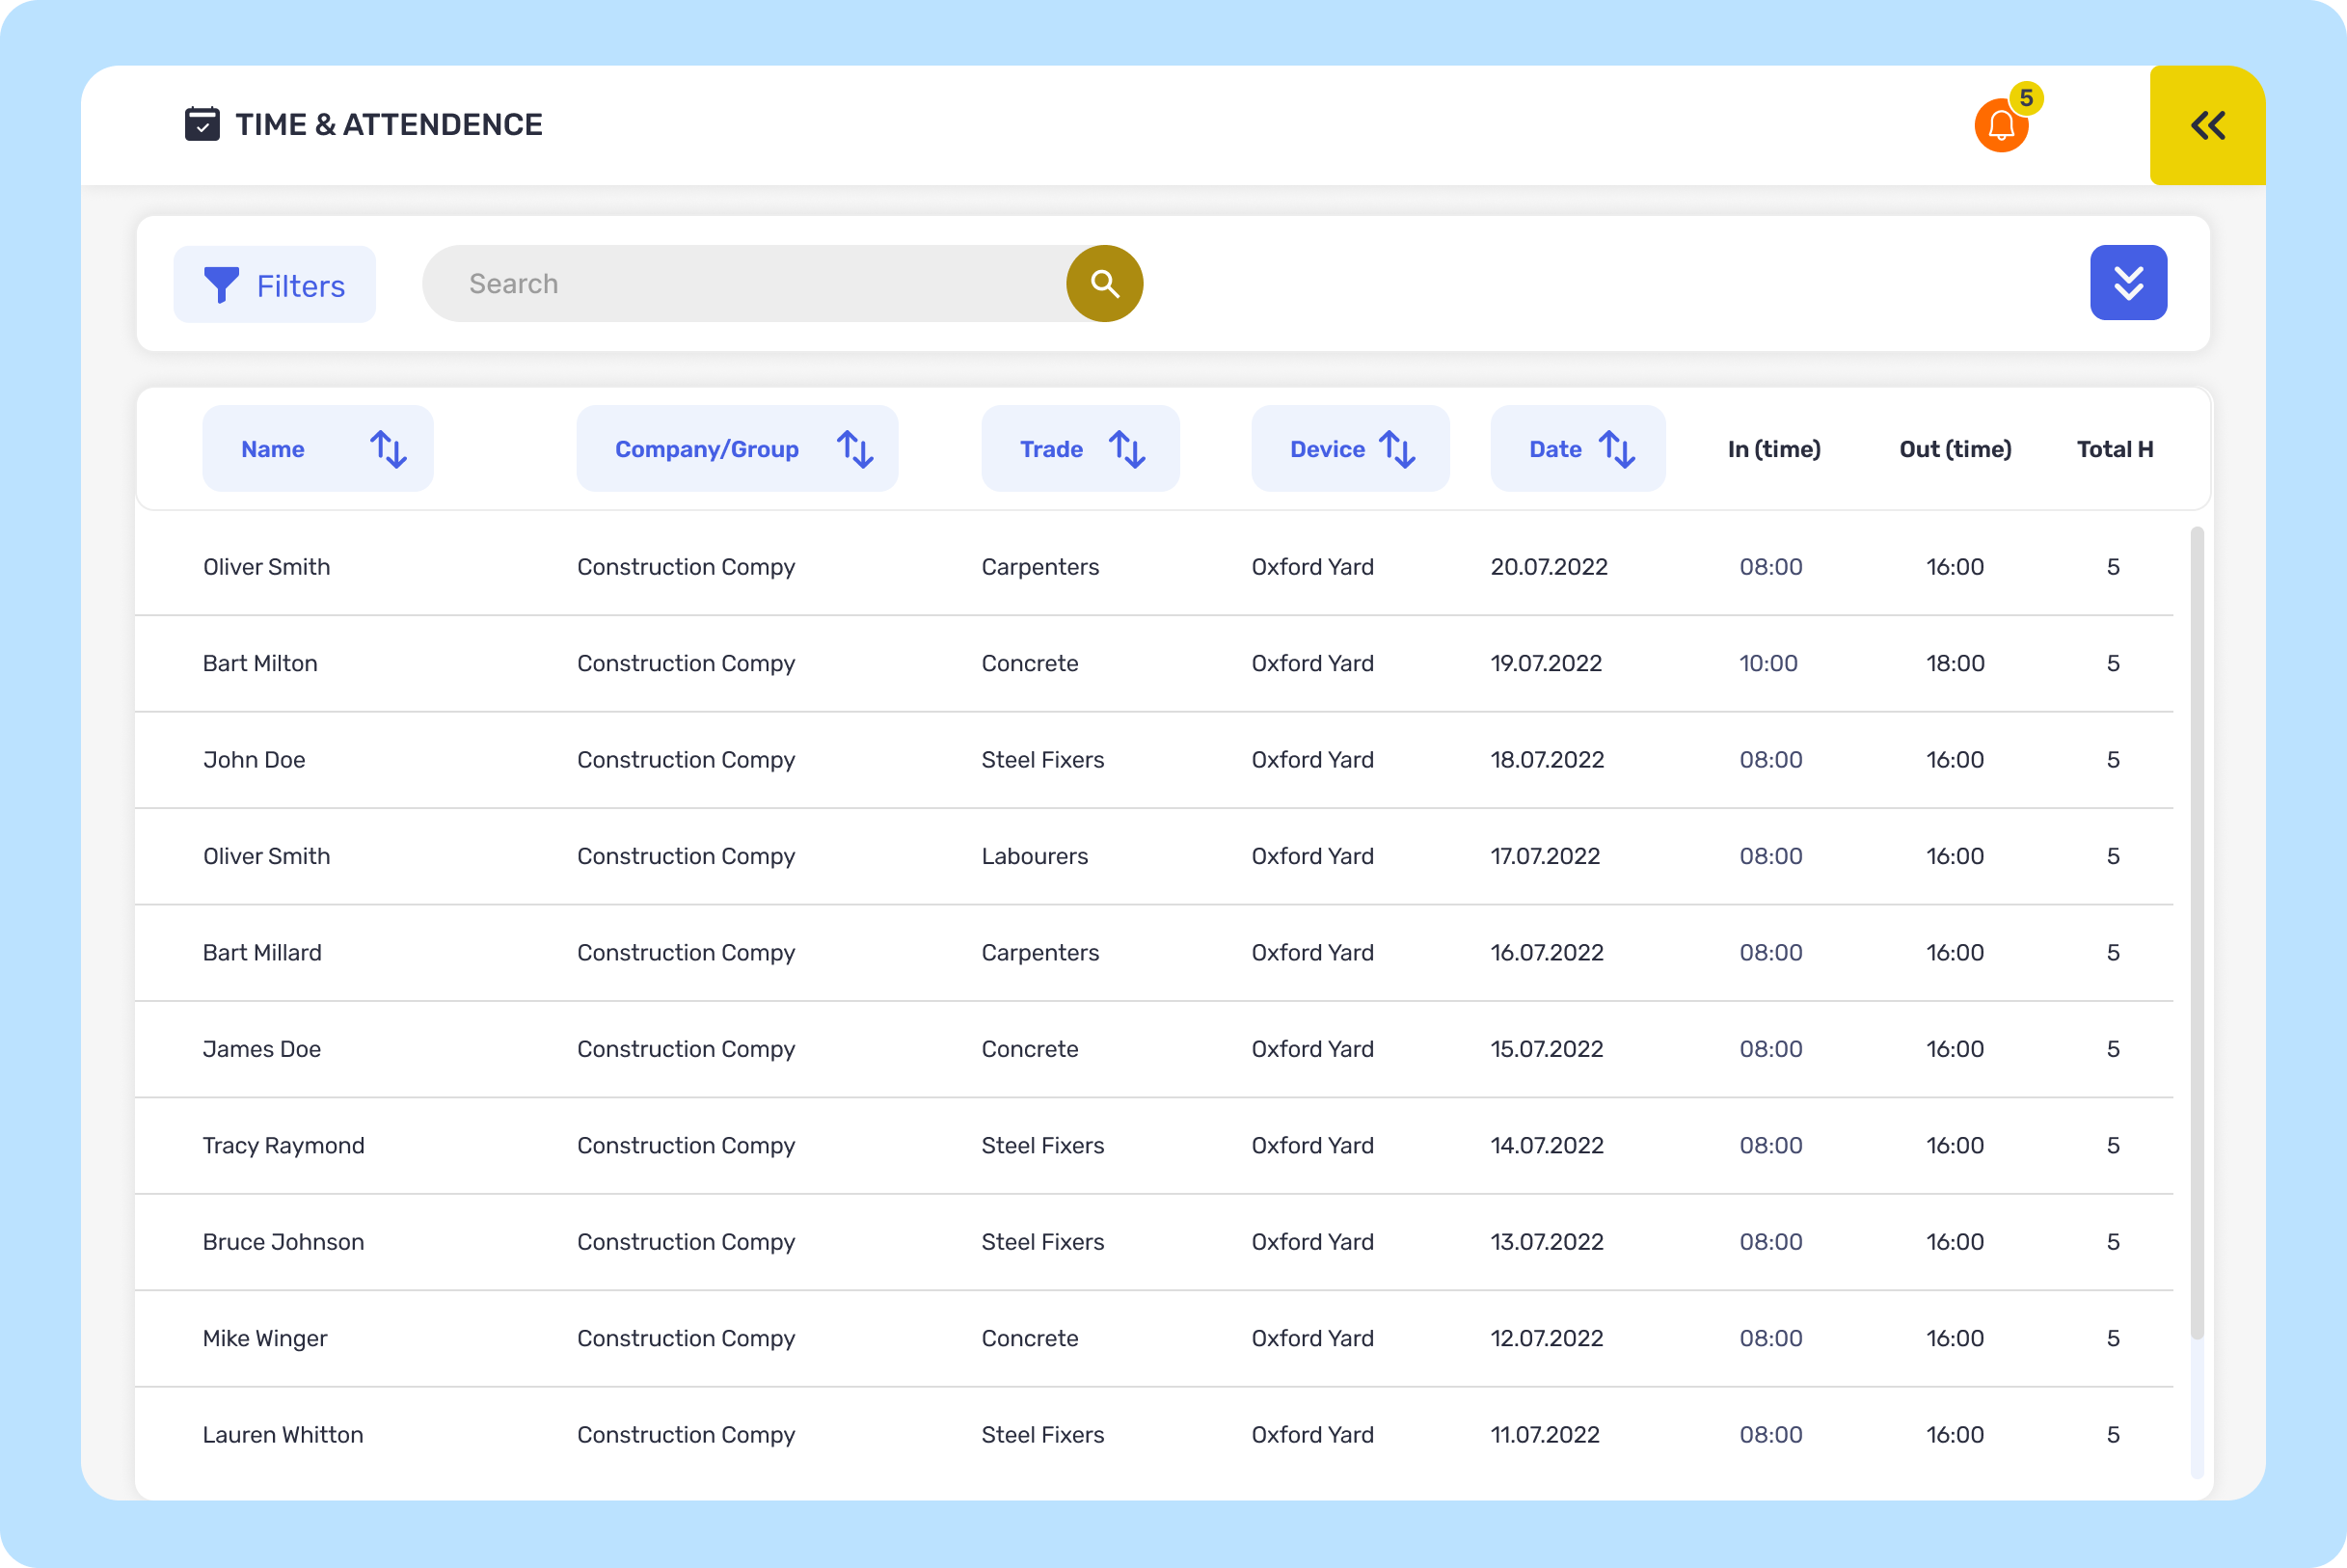 TIME & ATTENDENCE
5
Filters
Search
Name Company/Group Trade Device Date In (time) Out (time) Total H
Oliver Smith Construction Compy Carpenters Oxford Yard 20.07.2022 08:00 16:00 5
Bart Milton Construction Compy Concrete Oxford Yard 19.07.2022 10:00 18:00 5
John Doe Construction Compy Steel Fixers Oxford Yard 18.07.2022 08:00 16:00 5
Oliver Smith Construction Compy Labourers Oxford Yard 17.07.2022 08:00 16:00 5
Bart Millard Construction Compy Carpenters Oxford Yard 16.07.2022 08:00 16:00 5
James Doe Construction Compy Concrete Oxford Yard 15.07.2022 08:00 16:00 5
Tracy Raymond Construction Compy Steel Fixers Oxford Yard 14.07.2022 08:00 16:00 5
Bruce Johnson Construction Compy Steel Fixers Oxford Yard 13.07.2022 08:00 16:00 5
Mike Winger Construction Compy Concrete Oxford Yard 12.07.2022 08:00 16:00 5
Lauren Whitton Construction Compy Steel Fixers Oxford Yard 11.07.2022 08:00 16:00 5